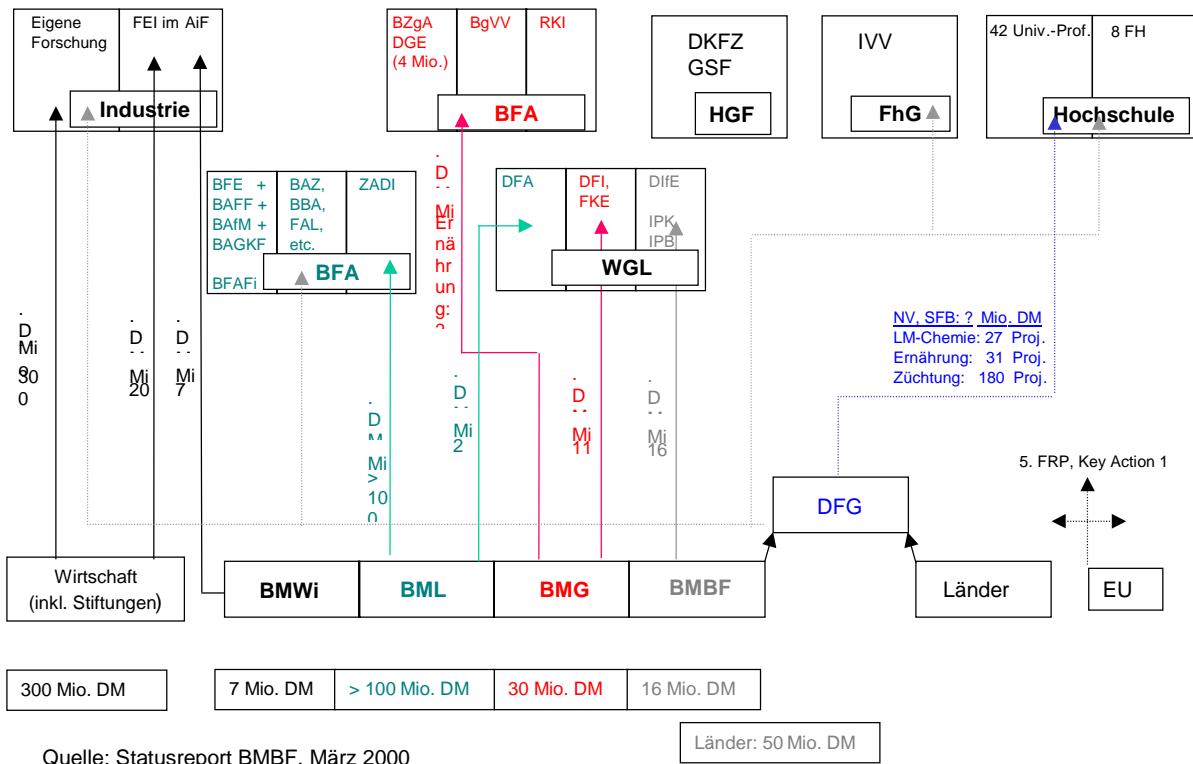 Eigene
Forschung
FEI im AiF
Industrie
BZgA
DGE
(4 Mio.)
BgVV
RKI
BFA
DKFZ
GSF
HGF
IVV
FhG
42 Univ.-Prof.
8 FH
Hochschule
BFE +
BAFF +
BAfM +
BAGKF
BFAFi
BAZ,
BBA,
FAL,
etc.
ZADI
BFA
DFA
DFI,
FKE
DIfE
IPK
IPB
WGL
NV, SFB: ? Mio. DM
LM-Chemie: 27 Proj.
Ernährung: 31 Proj.
Züchtung: 180 Proj.
5. FRP, Key Action 1
DFG
Wirtschaft
(inkl. Stiftungen)
BMWi
BML
BMG
BMBF
Länder
EU
300 Mio. DM
7 Mio. DM
> 100 Mio. DM
30 Mio. DM
16 Mio. DM
Länder: 50 Mio. DM
Quelle: Statusreport BMBF, März 2000